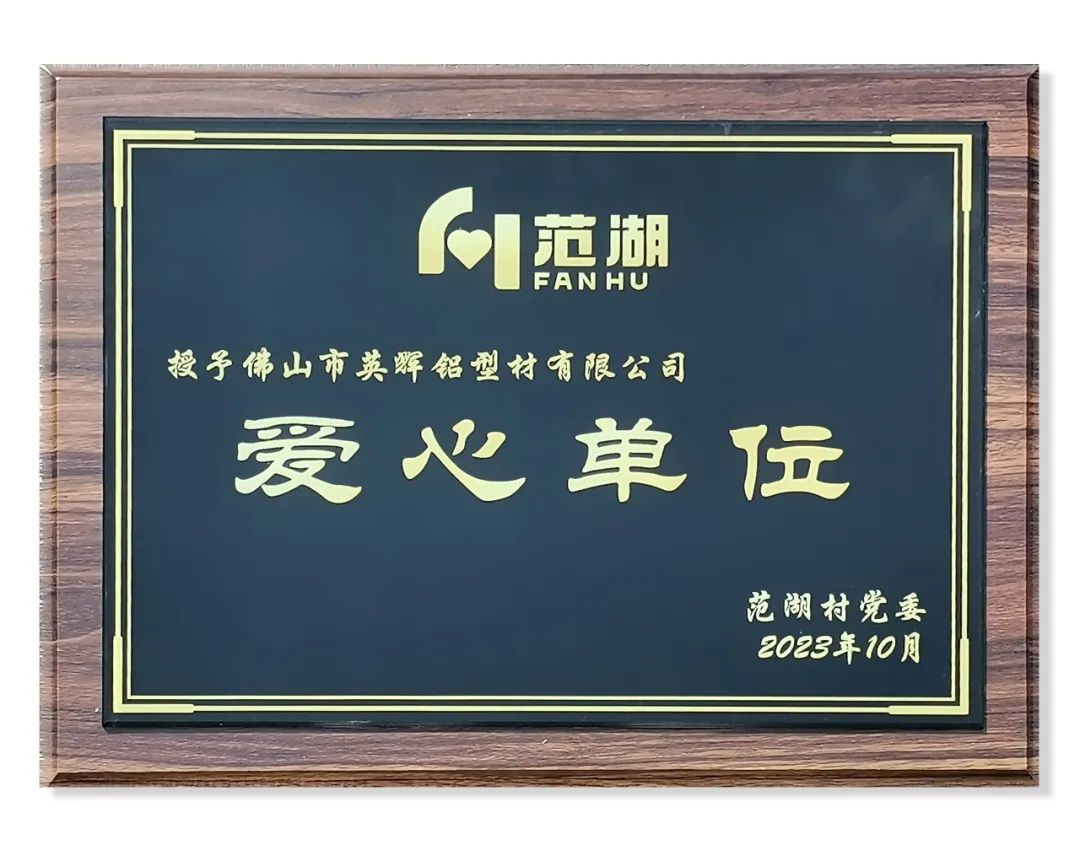 范湖
FANHU
授予佛山市英辉铝型材有限公司
爱心单位
范湖村党委
2023年10月